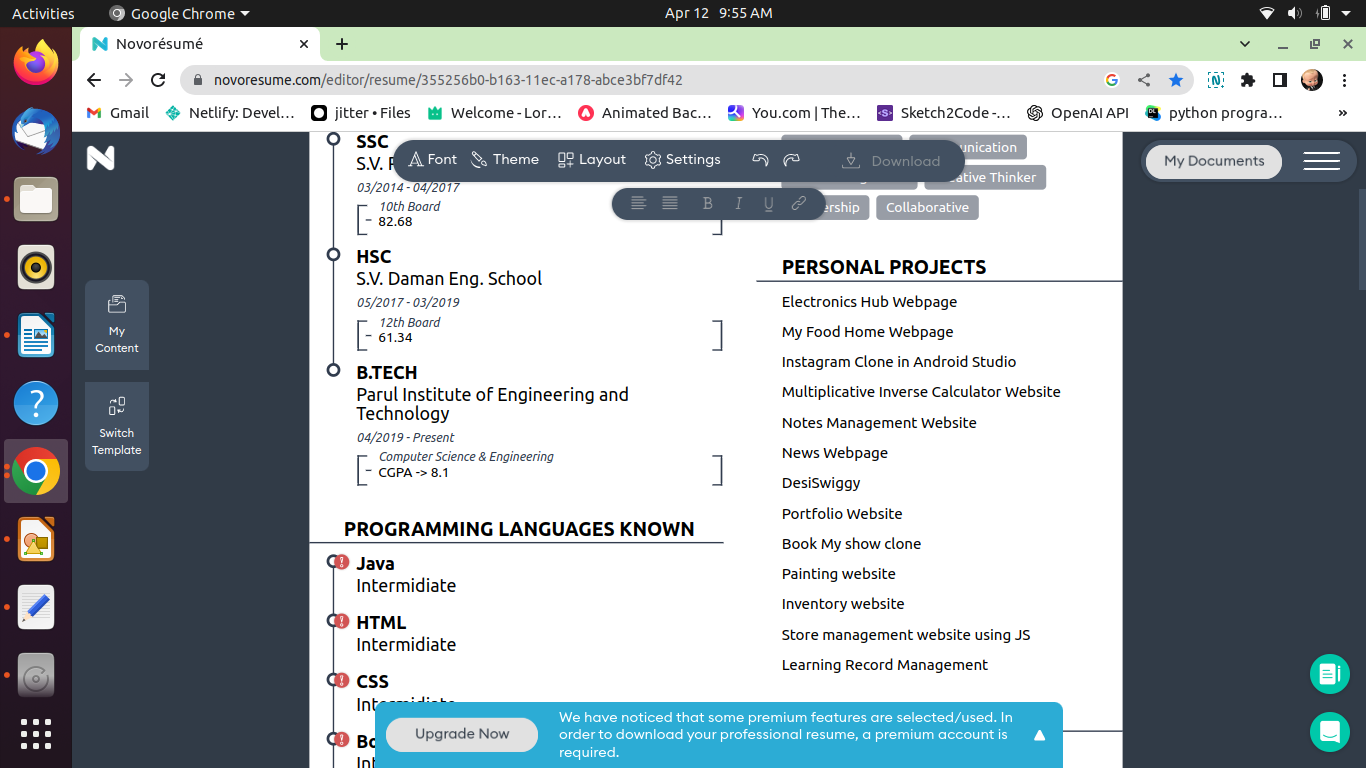 Activities
Google Chrome
Apr 12 9:55 AM
Novorésumé
novoresume.com/editor/resume/355256b0-b163-11ec-a178-abce3bf7df42
Gmail
Netlify: Devel...
jitter • Files
Welcome - Lor...
Animated Bac...
You.com | The...
Sketch2Code -...
OpenAI API
python progra...
»
Font
Theme
Layout
Settings
Download
My Documents
My
Content
Switch
Template
SSC
S.V.
03/2014 - 04/2017
10th Board
– 82.68
HSC
S.V. Daman Eng. School
05/2017 - 03/2019
12th Board
– 61.34
B.TECH
Parul Institute of Engineering and
Technology
04/2019 - Present
Computer Science & Engineering
– CGPA -> 8.1
PROGRAMMING LANGUAGES KNOWN
Java
Intermidiate
HTML
Intermidiate
CSS
B I U
Thinker
Collaborative
PERSONAL PROJECTS
Electronics Hub Webpage
My Food Home Webpage
Instagram Clone in Android Studio
Multiplicative Inverse Calculator Website
Notes Management Website
News Webpage
DesiSwiggy
Portfolio Website
Book My show clone
Painting website
Inventory website
Store management website using JS
Learning Record Management
Upgrade Now
We have noticed that some premium features are selected/used. In
order to download your professional resume, a premium account is
required.